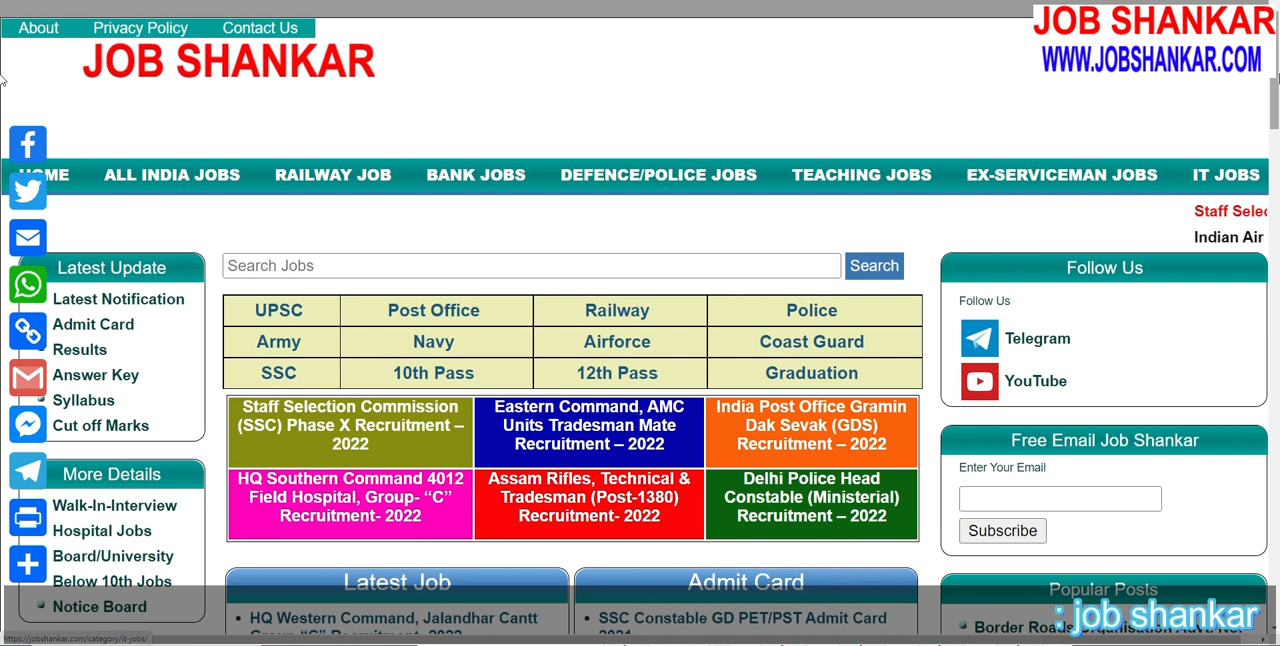 About Privacy Policy Contact Us
JOB SHANKAR
JOB SHANKAR
WWW.JOBSHANKAR.COM
HOME ALL INDIA JOBS RAILWAY JOB BANK JOBS DEFENCE/POLICE JOBS TEACHING JOBS EX-SERVICEMAN JOBS IT JOBS
Staff Selec
Indian Air
Latest Update
Latest Notification
Admit Card
Results
Answer Key
Syllabus
Cut off Marks
More Details
Walk-In-Interview
Hospital Jobs
Board/University
Below 10th Jobs
Notice Board
Search Jobs Search
UPSC Post Office Railway Police
Army Navy Airforce Coast Guard
SSC 10th Pass 12th Pass Graduation
Staff Selection Commission
(SSC) Phase X Recruitment –
2022
Eastern Command, AMC
Units Tradesman Mate
Recruitment – 2022
India Post Office Gramin
Dak Sevak (GDS)
Recruitment – 2022
HQ Southern Command 4012
Field Hospital, Group- “C”
Recruitment- 2022
Assam Rifles, Technical &
Tradesman (Post-1380)
Recruitment- 2022
Delhi Police Head
Constable (Ministerial)
Recruitment – 2022
Latest Job
HQ Western Command, Jalandhar Cantt
Group “C” Recruitment- 2022
Admit Card
SSC Constable GD PET/PST Admit Card
2021
Follow Us
Follow Us
Telegram
YouTube
Free Email Job Shankar
Enter Your Email
Subscribe
Popular Posts
Border Roads Organisation Advt. No.
: job shankar
https://jobshankar.com/category/it-jobs/